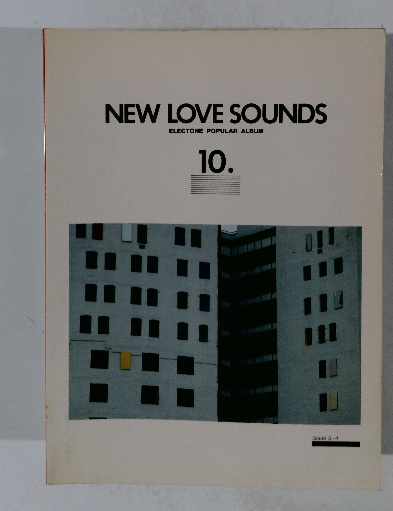 NEW LOVE SOUNDS
ELECTONE POPULAR ALBUM
10.